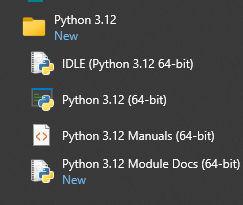 Python 3.12
New
IDLE (Python 3.12 64-bit)
Python 3.12 (64-bit)
Python 3.12 Manuals (64-bit)
Python 3.12 Module Docs (64-bit)
New